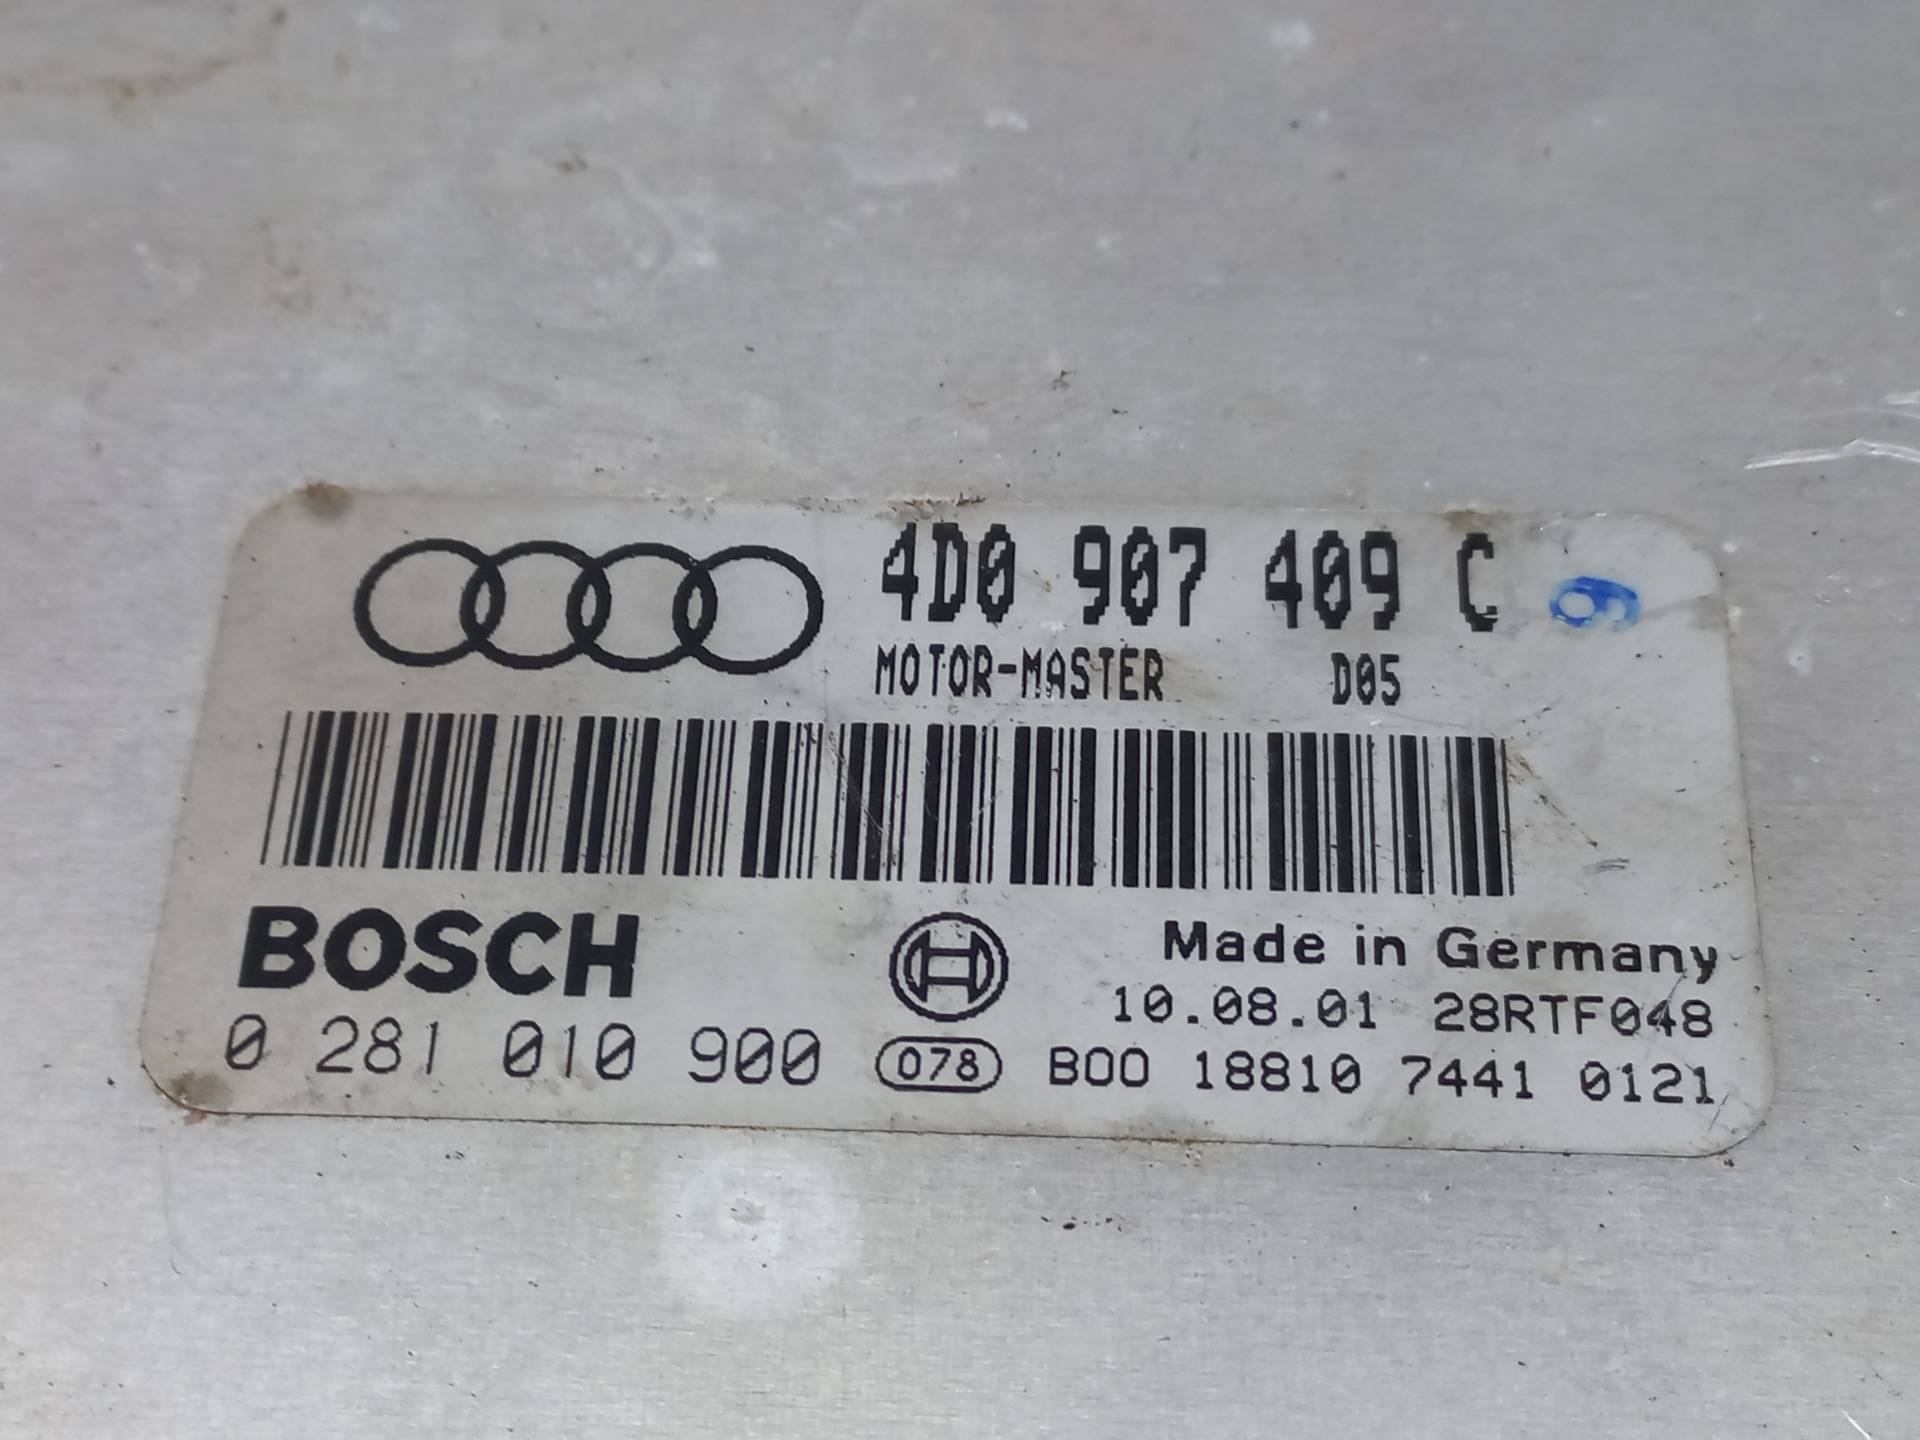 4D0 907 409 C 6
MOTOR-MASTER D05
BOSCH
Made in Germany
10.08.01 28RTF048
0 281 010 900 078 B00 18810 7441 0121